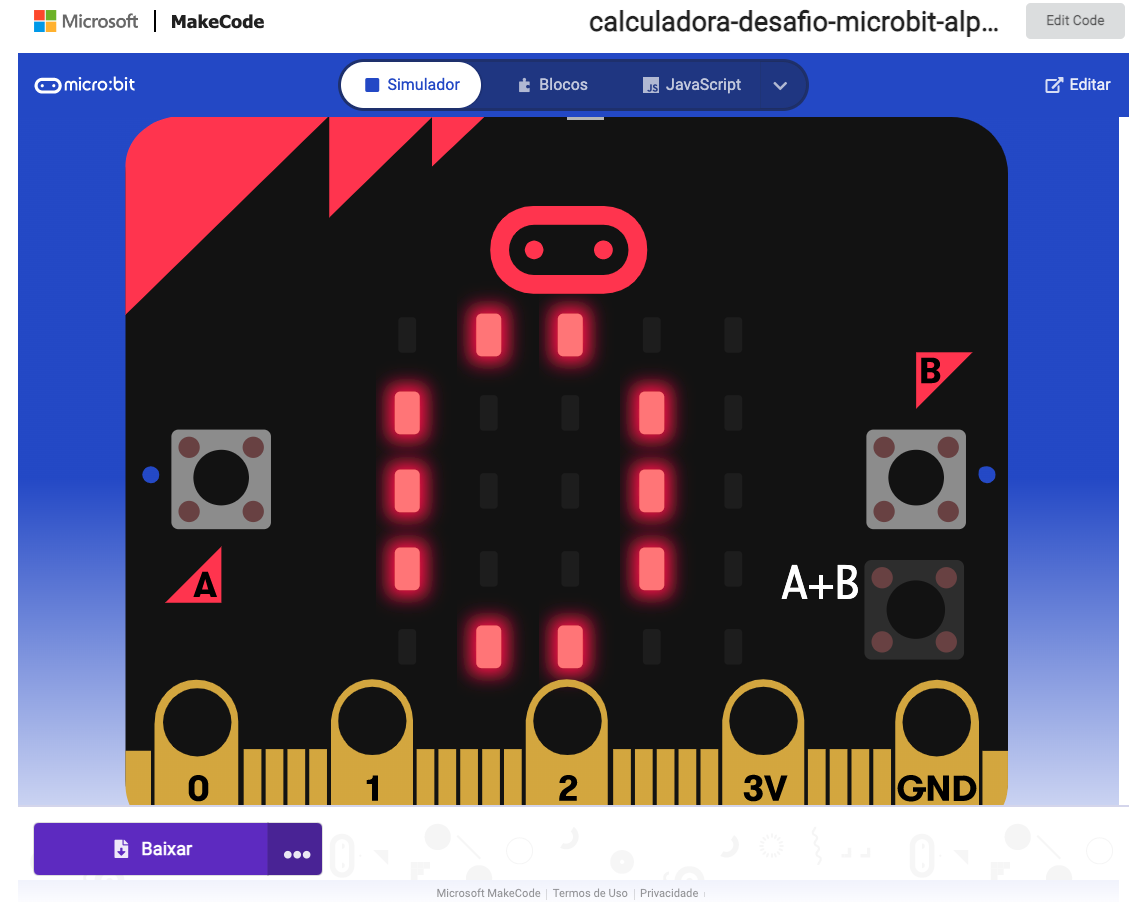 Microsoft | MakeCode
calculadora-desafio-microbit-alp...
Edit Code
micro:bit
Simulador
Blocos
JS JavaScript
Editar
B
A
A+B
0
1
2
3V
GND
Baixar
Microsoft MakeCode | Termos de Uso | Privacidade